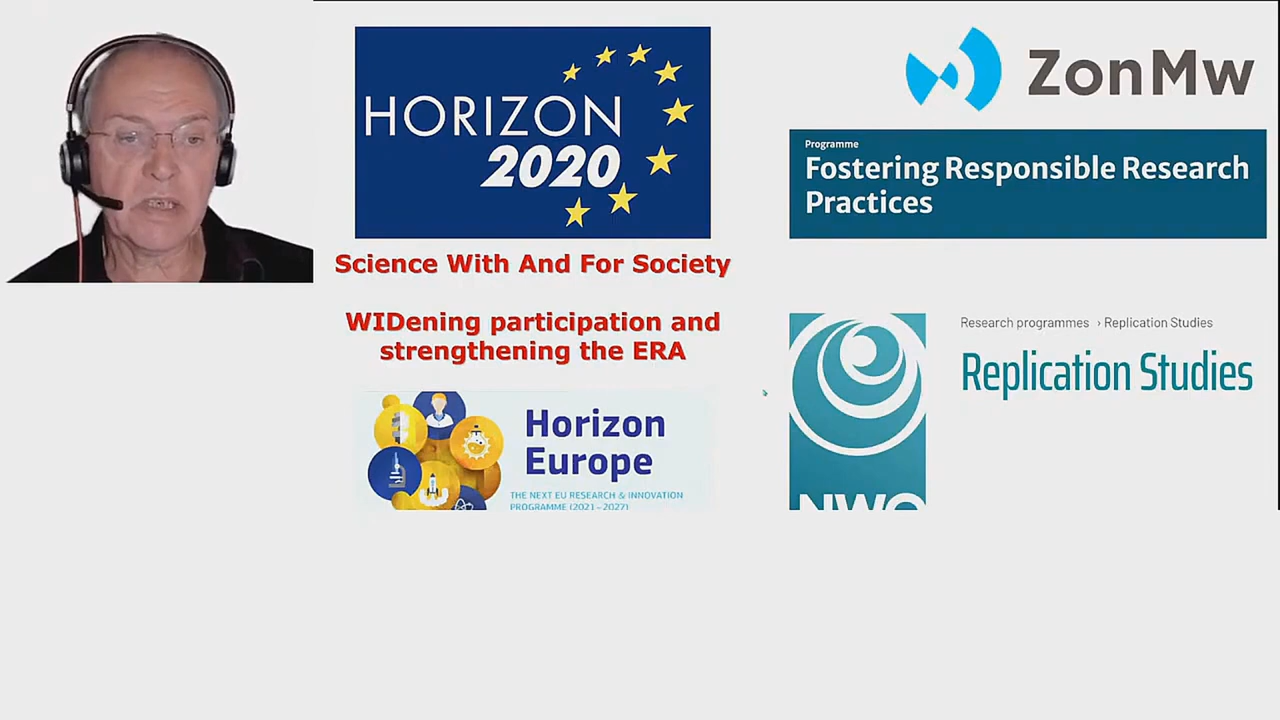 HORIZON
2020
Science With And For Society
WIDening participation and
strengthening the ERA
Horizon
Europe
THE NEXT EU RESEARCH & INNOVATION
PROGRAMME (2021–2027)
ZonMw
Programme
Fostering Responsible Research
Practices
Research programmes › Replication Studies
Replication Studies
NWO